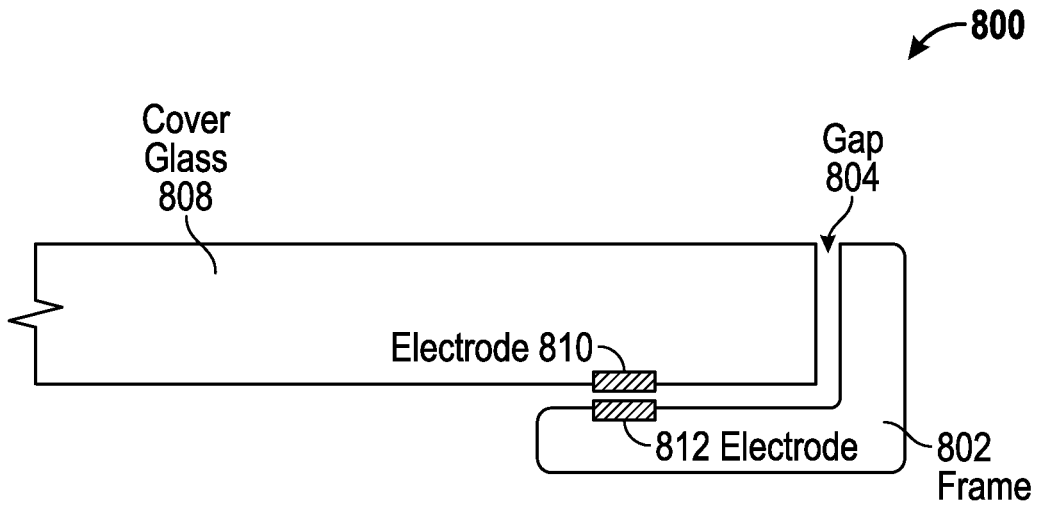 800
Cover
Glass
808
Gap
804
Electrode 810
812 Electrode
802
Frame